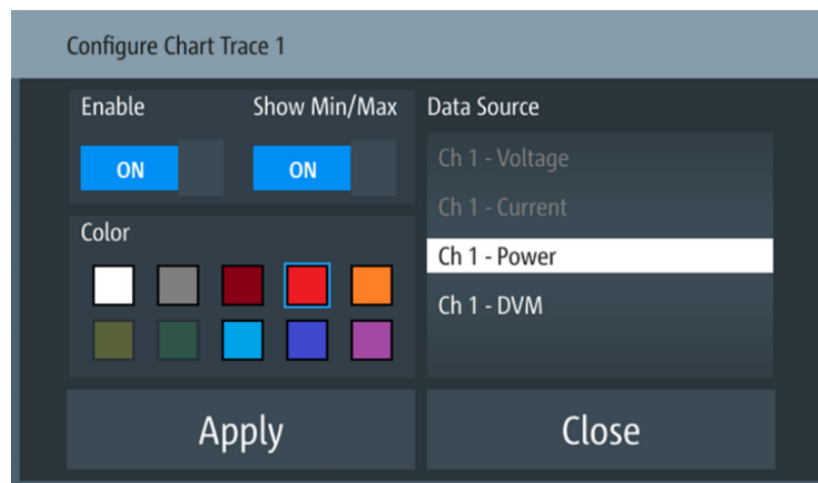 Configure Chart Trace 1
Enable
Show Min/Max
ON
ON
Color
Data Source
Ch 1 - Voltage
Ch 1 - Current
Ch 1 - Power
Ch 1 - DVM
Apply
Close